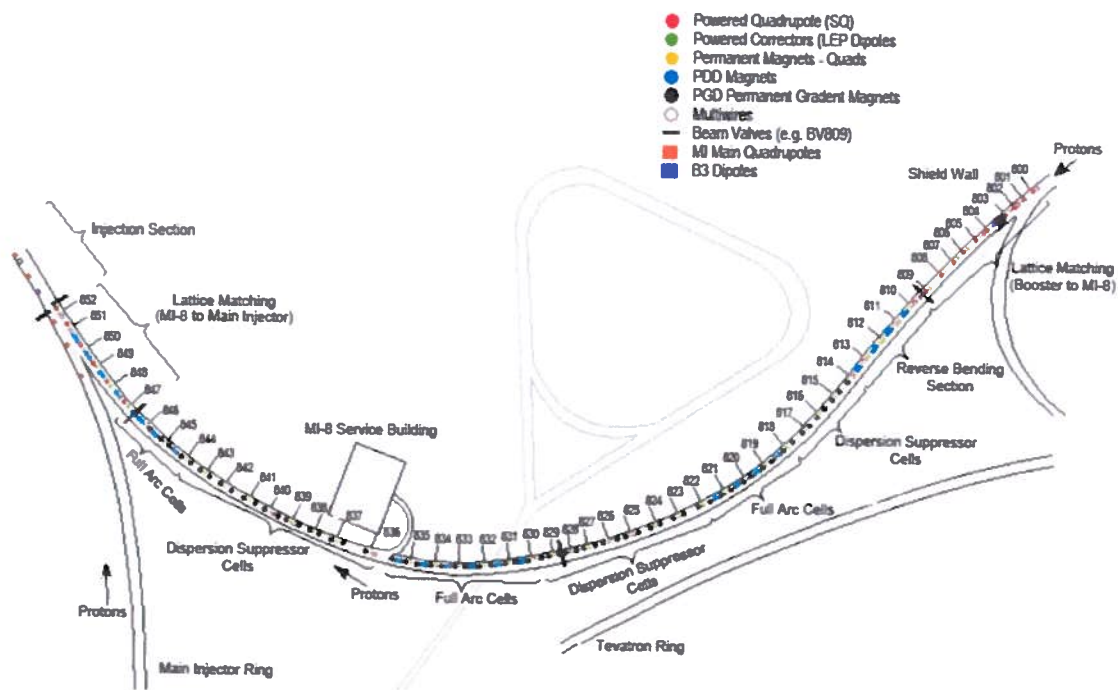 Powered Quadrupole (SQ)
Powered Correctors (LEP Dipoles
Permanent Magnets - Quads
PDD Magnets
PGD Permanent Gradent Magnets
Multiwires
Beam Valves (e.g. BV809)
MI Main Quadrupoles
B3 Dipoles
Protons
Shield Wall
800
801
802
803
804
805
806
807
808
809
810
811
812
813
814
815
816
817
818
819
820
821
822
823
824
825
826
827
828
829
830
831
832
833
834
835
836
837
838
839
840
841
842
843
844
845
846
847
848
849
850
851
852
Injection Section
Lattice Matching
(MI-8 to Main Injector)
Lattice Matching
(Booster to MI-8)
Reverse Bending
Section
Dispersion Suppressor
Cells
Full Arc Cells
Dispersion Suppressor
Cells
Full Arc Cells
MI-8 Service Building
Dispersion Suppressor
Cells
Full Arc Cells
Protons
Protons
Tevatron Ring
Main Injector Ring